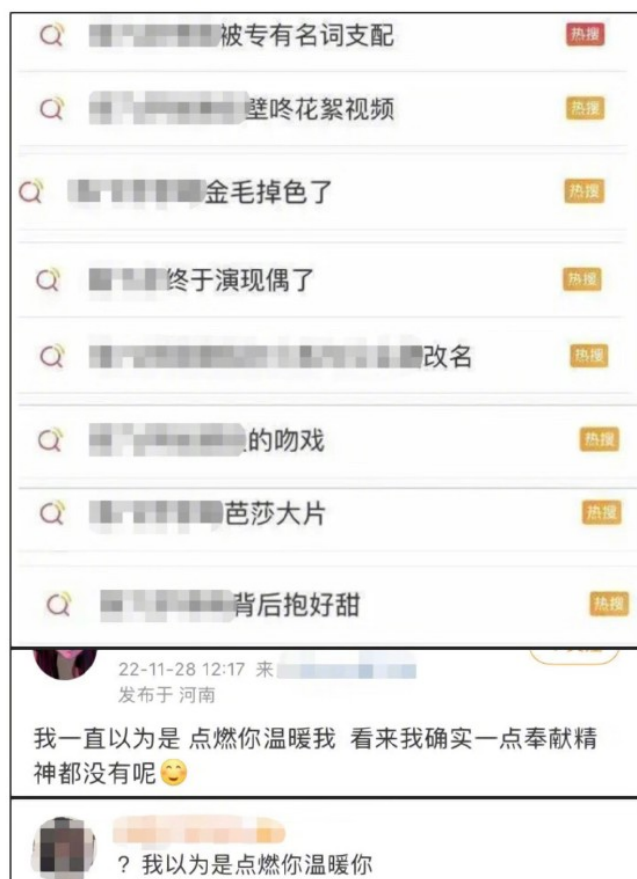 被专有名词支配 热搜
壁咚花絮视频 热搜
金毛掉色了 热搜
终于演现偶了 热搜
改名 热搜
的吻戏 热搜
芭莎大片 热搜
背后抱好甜 热搜
22-11-28 12:17 来
发布于 河南
我一直以为是 点燃你温暖我 看来我确实一点奉献精
神都没有呢
？我以为是点燃你温暖你